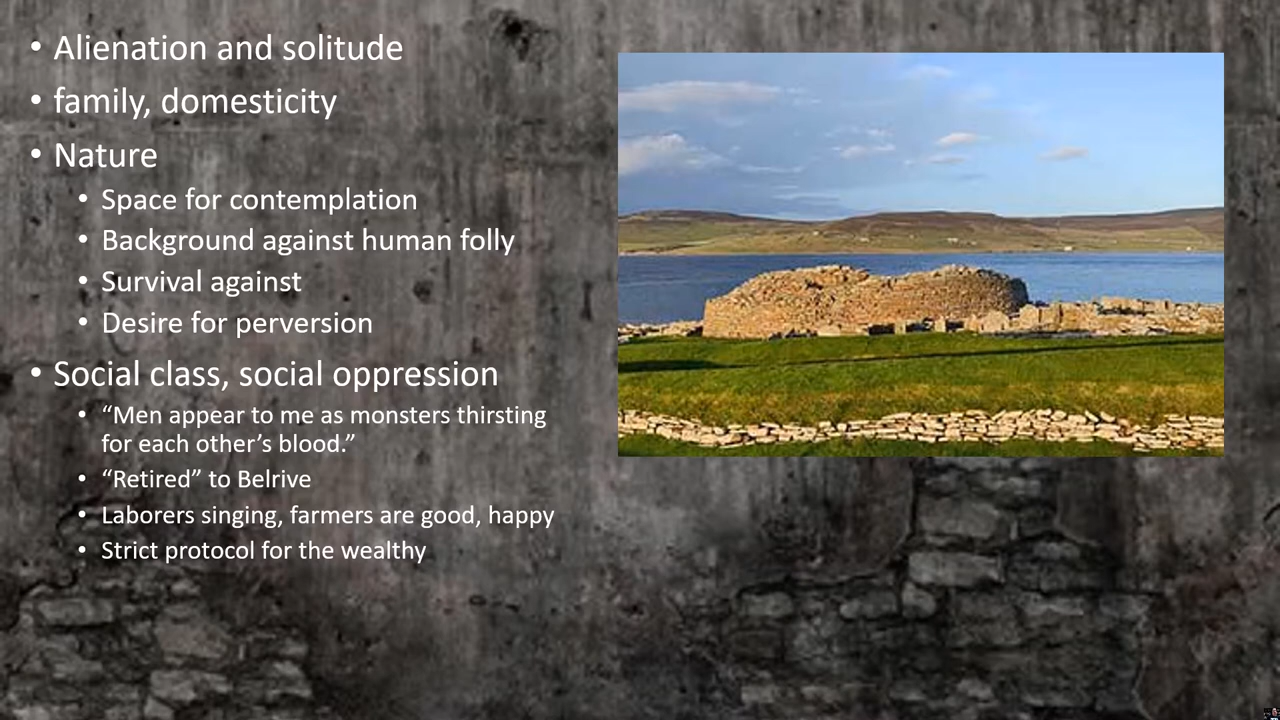 • Alienation and solitude
• family, domesticity
• Nature
• Space for contemplation
• Background against human folly
• Survival against
• Desire for perversion
• Social class, social oppression
• “Men appear to me as monsters thirsting
for each other’s blood.”
• “Retired” to Belrive
• Laborers singing, farmers are good, happy
• Strict protocol for the wealthy